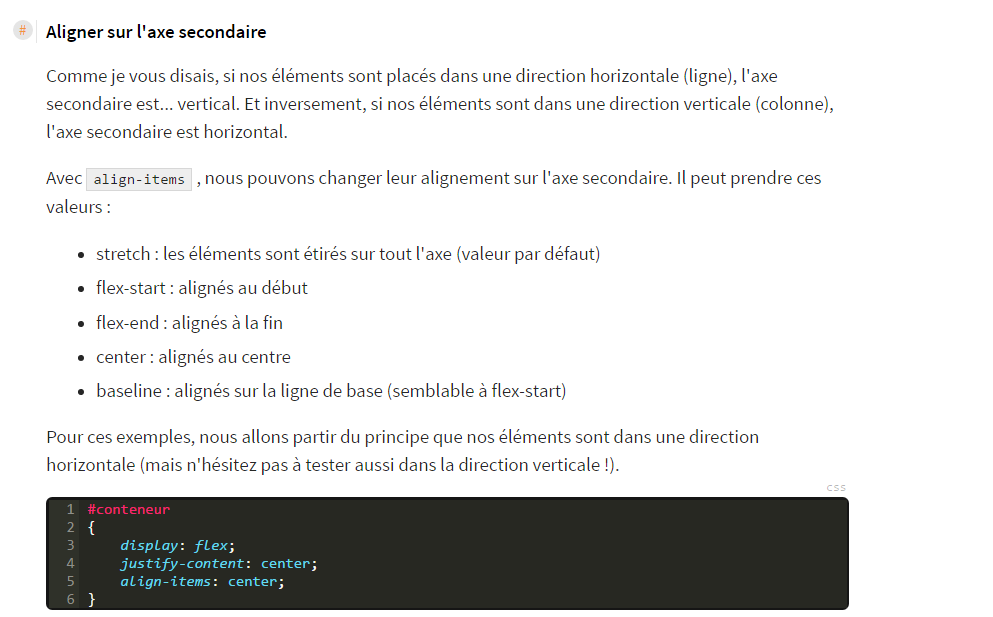 # Aligner sur l'axe secondaire
Comme je vous disais, si nos éléments sont placés dans une direction horizontale (ligne), l'axe
secondaire est... vertical. Et inversement, si nos éléments sont dans une direction verticale (colonne),
l'axe secondaire est horizontal.
Avec align-items , nous pouvons changer leur alignement sur l'axe secondaire. Il peut prendre ces
valeurs :
• stretch : les éléments sont étirés sur tout l'axe (valeur par défaut)
• flex-start : alignés au début
• flex-end : alignés à la fin
• center : alignés au centre
• baseline : alignés sur la ligne de base (semblable à flex-start)
Pour ces exemples, nous allons partir du principe que nos éléments sont dans une direction
horizontale (mais n'hésitez pas à tester aussi dans la direction verticale !).
css
1 #conteneur
2 {
3     display: flex;
4     justify-content: center;
5     align-items: center;
6 }